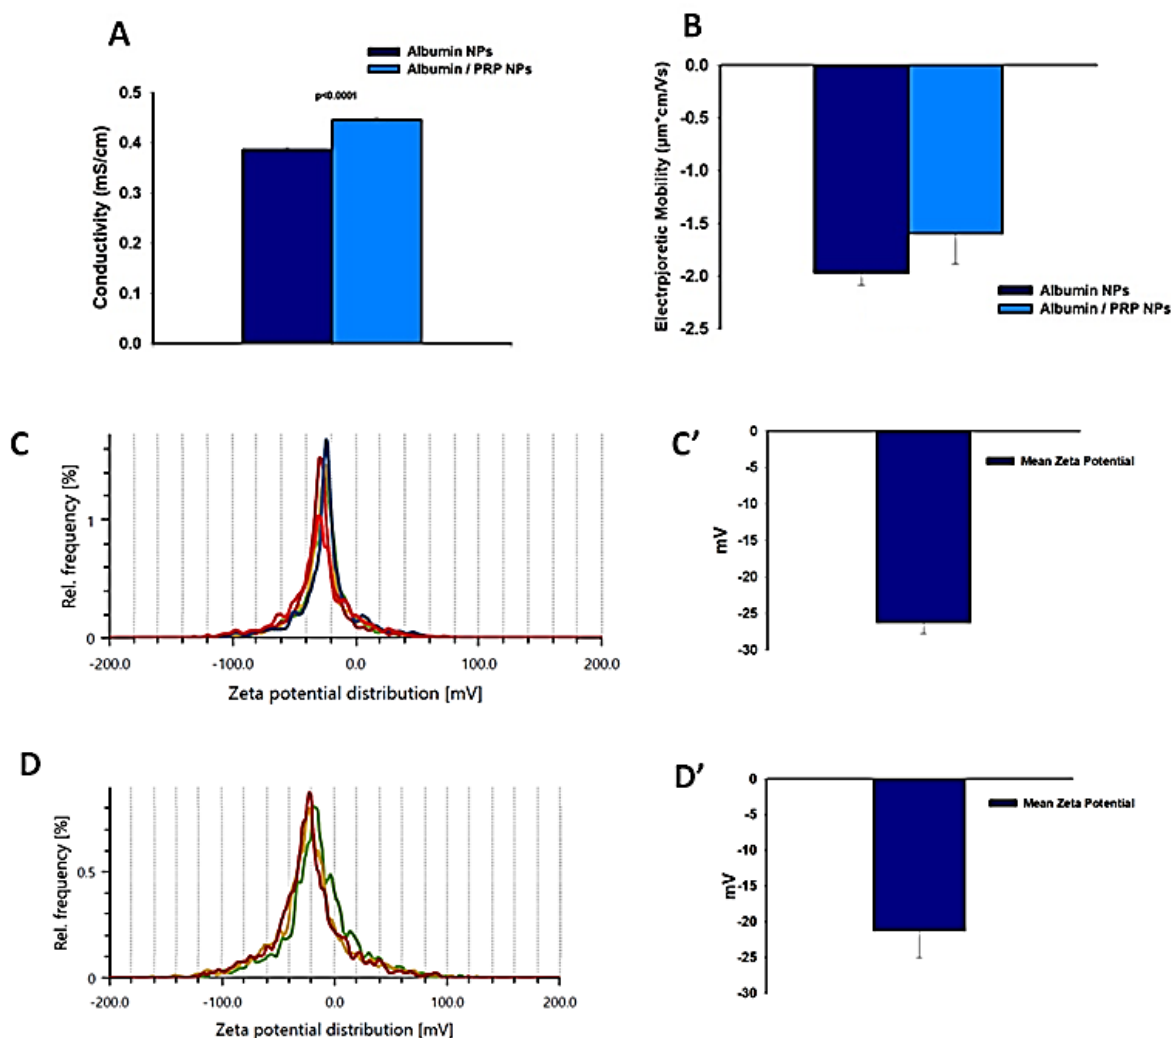 A
Albumin NPs
Albumin / PRP NPs
p<0.0001
0.5
0.4
0.3
0.2
0.1
0.0
Conductivity (mS/cm)
B
0.0
-0.5
-1.0
-1.5
-2.0
-2.5
Electrpjoretic Mobility (µm*cm/Vs)
Albumin NPs
Albumin / PRP NPs
C
Rel. frequency [%]
1
0
-200.0 -100.0 0.0 100.0 200.0
Zeta potential distribution [mV]
C'
0
-5
-10
-15
-20
-25
-30
mV
Mean Zeta Potential
D
Rel. frequency [%]
0.5
0
-200.0 -100.0 0.0 100.0 200.0
Zeta potential distribution [mV]
D'
0
-5
-10
-15
-20
-25
-30
mV
Mean Zeta Potential